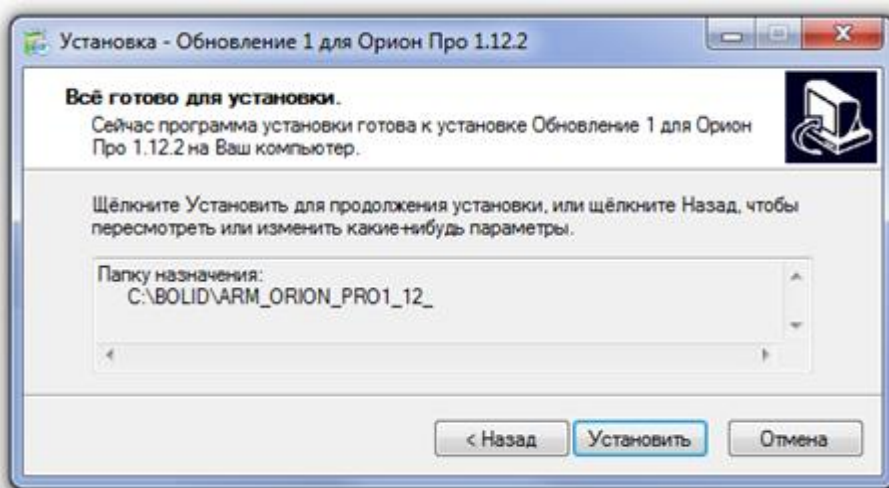 Установка - Обновление 1 для Орион Про 1.12.2
Всё готово для установки.
Сейчас программа установки готова к установке Обновление 1 для Орион
Про 1.12.2 на Ваш компьютер.
Щёлкните Установить для продолжения установки, или щёлкните Назад, чтобы
пересмотреть или изменить какие-нибудь параметры.
Папку назначения:
C:\BOLID\ARM_ORION_PRO1_12_
< Назад
Установить
Отмена